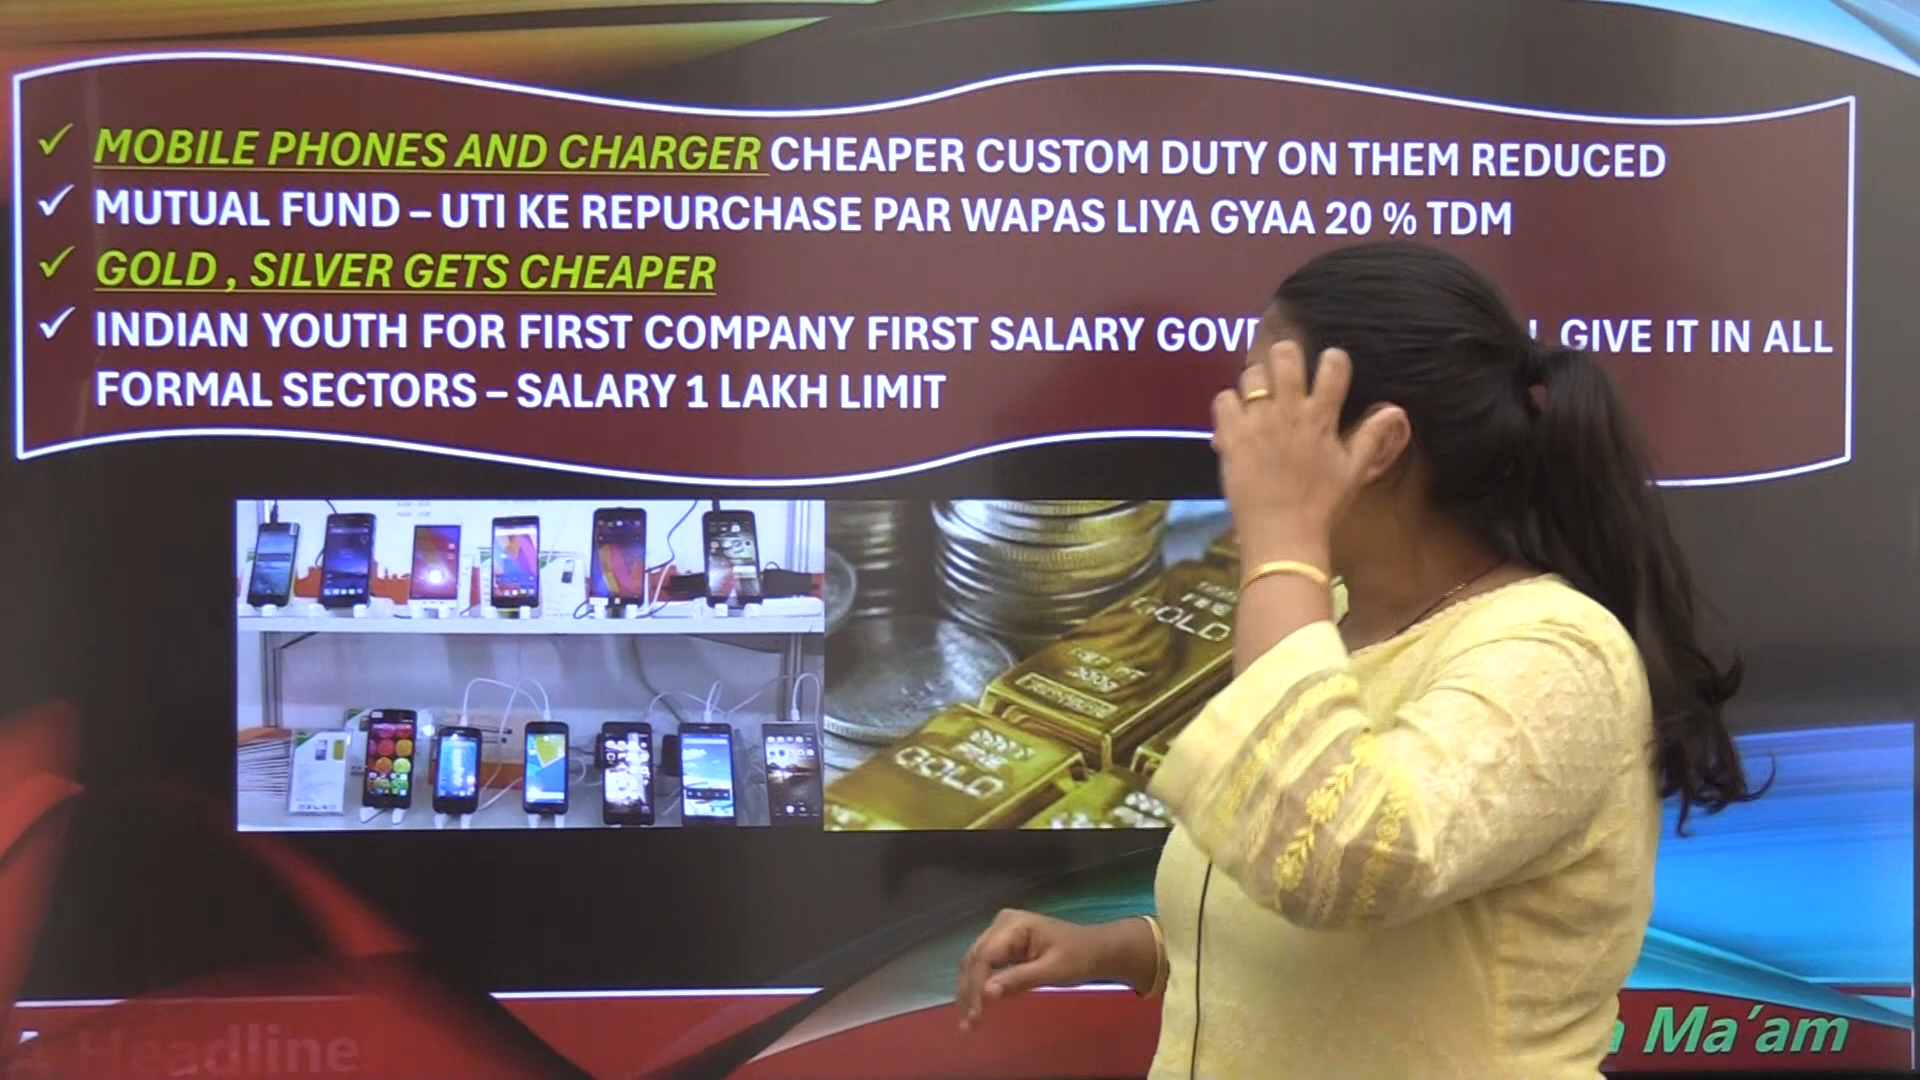 MOBILE PHONES AND CHARGER CHEAPER CUSTOM DUTY ON THEM REDUCED
MUTUAL FUND – UTI KE REPURCHASE PAR WAPAS LIYA GYAA 20 % TDM
GOLD , SILVER GETS CHEAPER
INDIAN YOUTH FOR FIRST COMPANY FIRST SALARY GIVE IT IN ALL
FORMAL SECTORS – SALARY 1 LAKH LIMIT
FINE
GOLD
GOLD
Headline
Ma'am